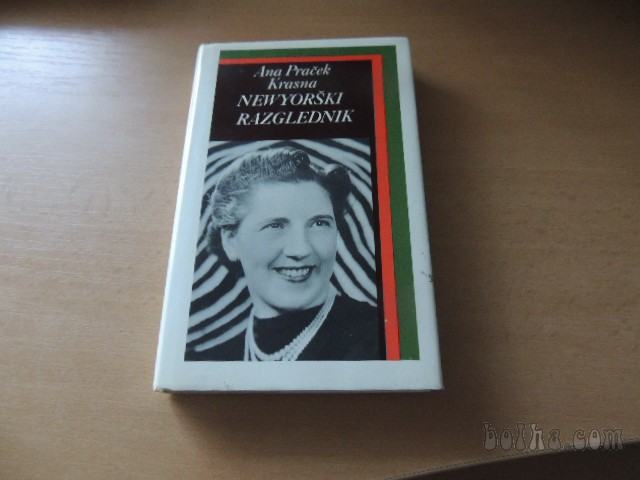 Ana Praček
Krasna
NEWYORŠKI
RAZGLEDNIK
bolha.com